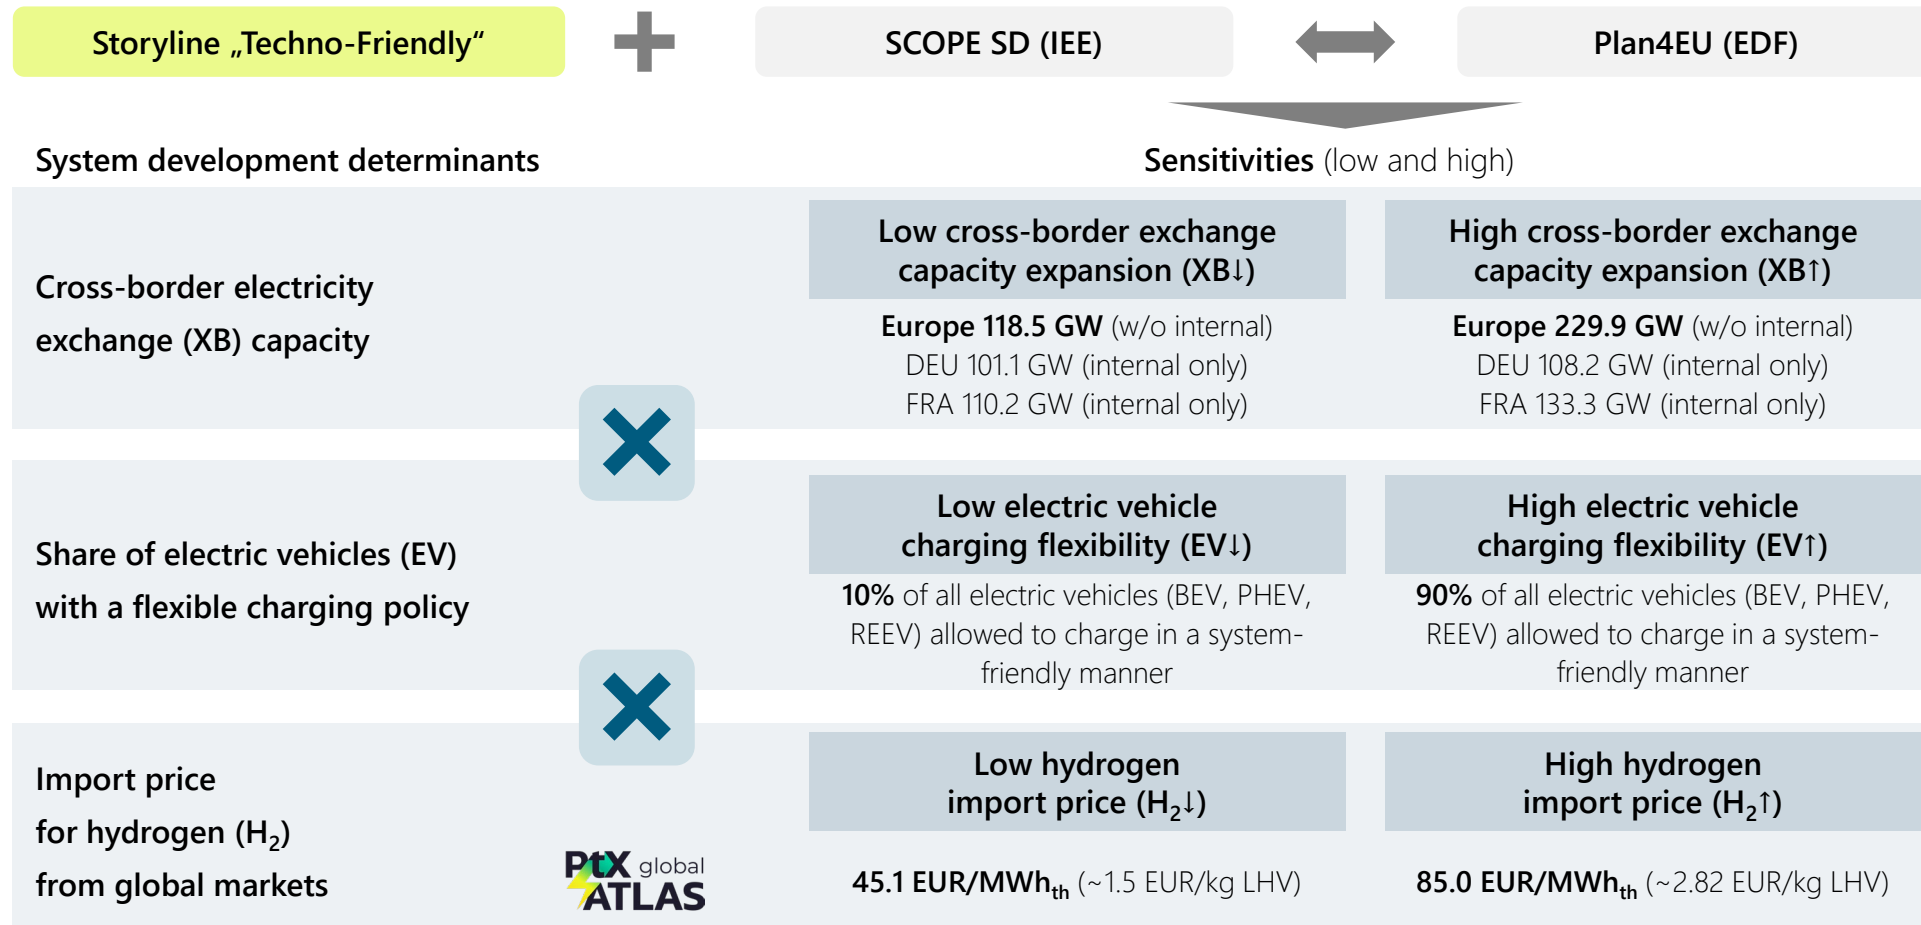 Storyline „Techno-Friendly“
SCOPE SD (IEE)
Plan4EU (EDF)
System development determinants
Sensitivities (low and high)
Cross-border electricity
exchange (XB) capacity
Low cross-border exchange
capacity expansion (XB↓)
Europe 118.5 GW (w/o internal)
DEU 101.1 GW (internal only)
FRA 110.2 GW (internal only)
High cross-border exchange
capacity expansion (XB↑)
Europe 229.9 GW (w/o internal)
DEU 108.2 GW (internal only)
FRA 133.3 GW (internal only)
Share of electric vehicles (EV)
with a flexible charging policy
Low electric vehicle
charging flexibility (EV↓)
10% of all electric vehicles (BEV, PHEV,
REEV) allowed to charge in a system-
friendly manner
High electric vehicle
charging flexibility (EV↑)
90% of all electric vehicles (BEV, PHEV,
REEV) allowed to charge in a system-
friendly manner
Import price
for hydrogen (H₂)
from global markets
PtX global
ATLAS
Low hydrogen
import price (H₂↓)
45.1 EUR/MWhth (~1.5 EUR/kg LHV)
High hydrogen
import price (H₂↑)
85.0 EUR/MWhth (~2.82 EUR/kg LHV)